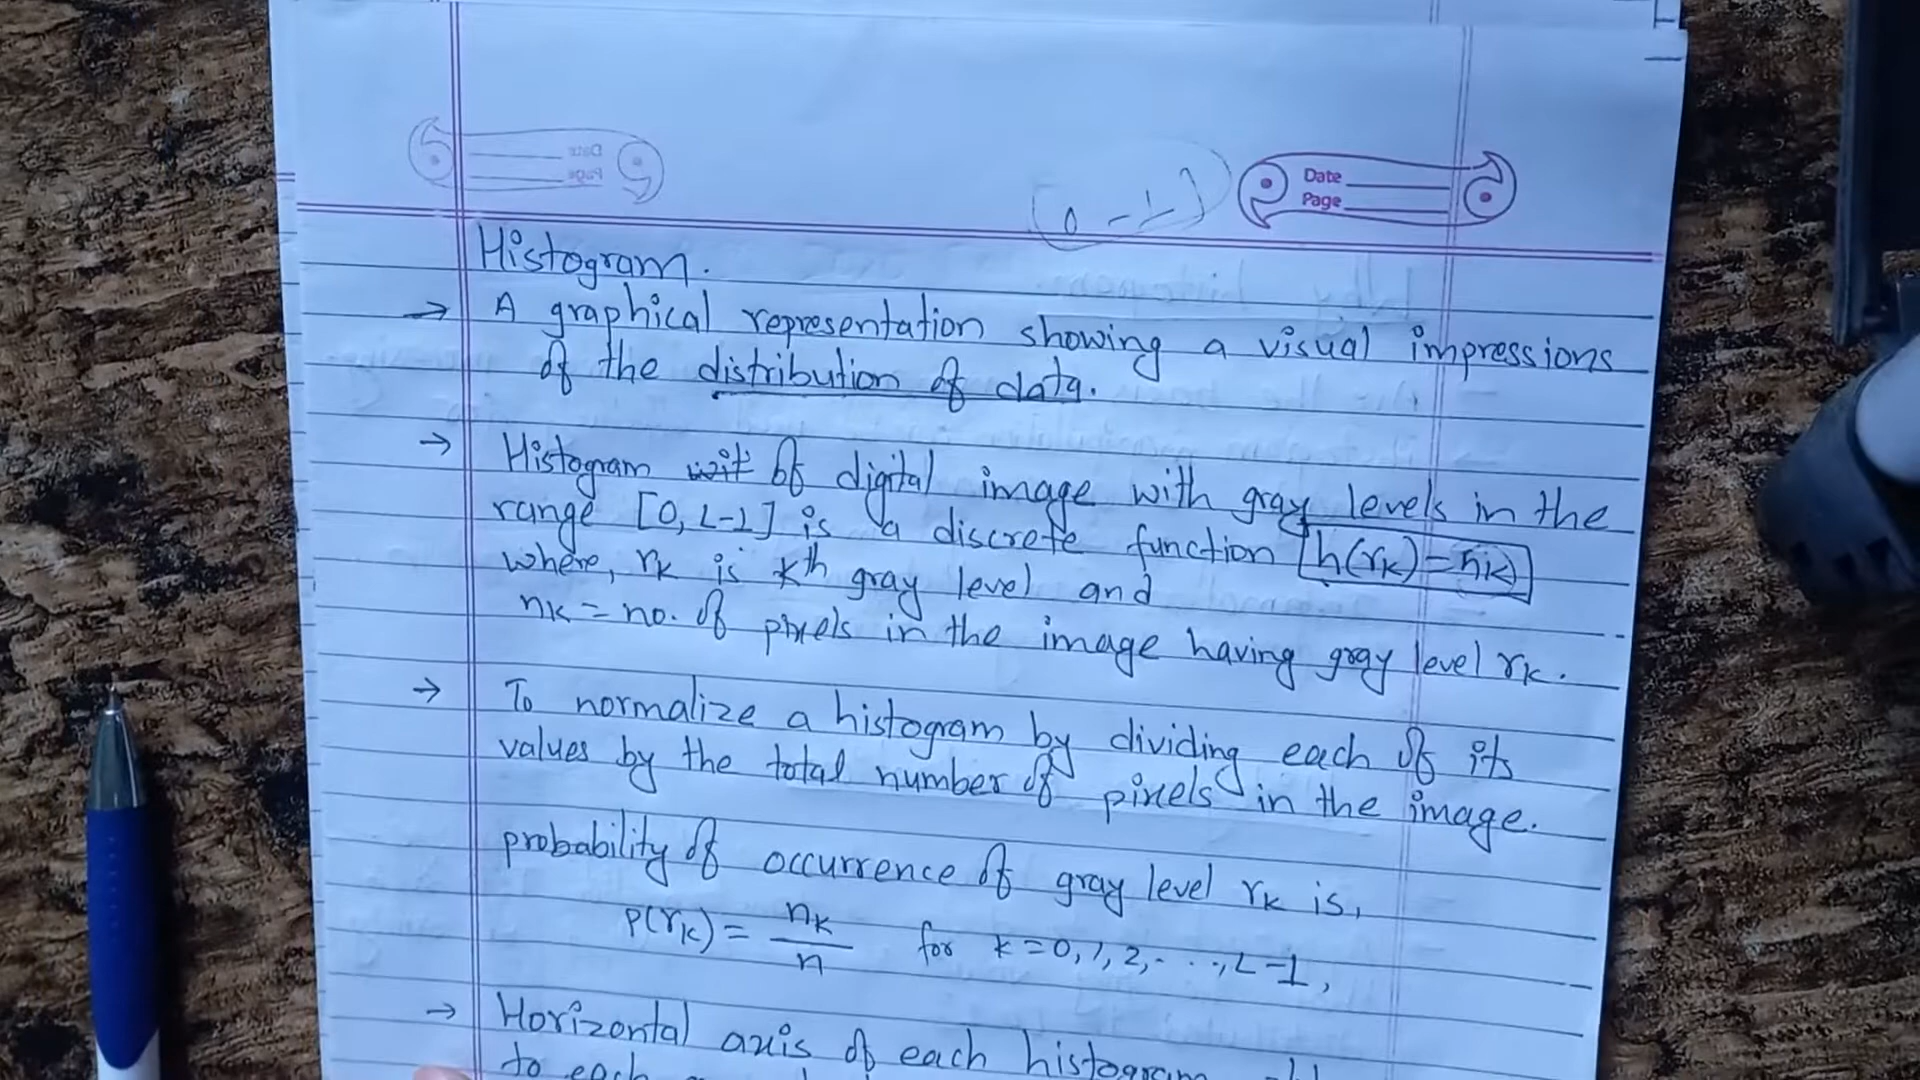 Date
Page
Histogram.
→ A graphical representation showing a visual impressions
of the distribution of data.
→ Histogram of digital image with gray levels in the
range [0, L-1] is a discrete function h(rk) = nk
where, rk is kth gray level and
nk = no. of pixels in the image having gray level rk.
→ To normalize a histogram by dividing each of its
values by the total number of pixels in the image.
probability of occurrence of gray level rk is,
p(rk) = nk/n for k = 0, 1, 2, ..., L-1,
→ Horizontal axis of each histogram
to each